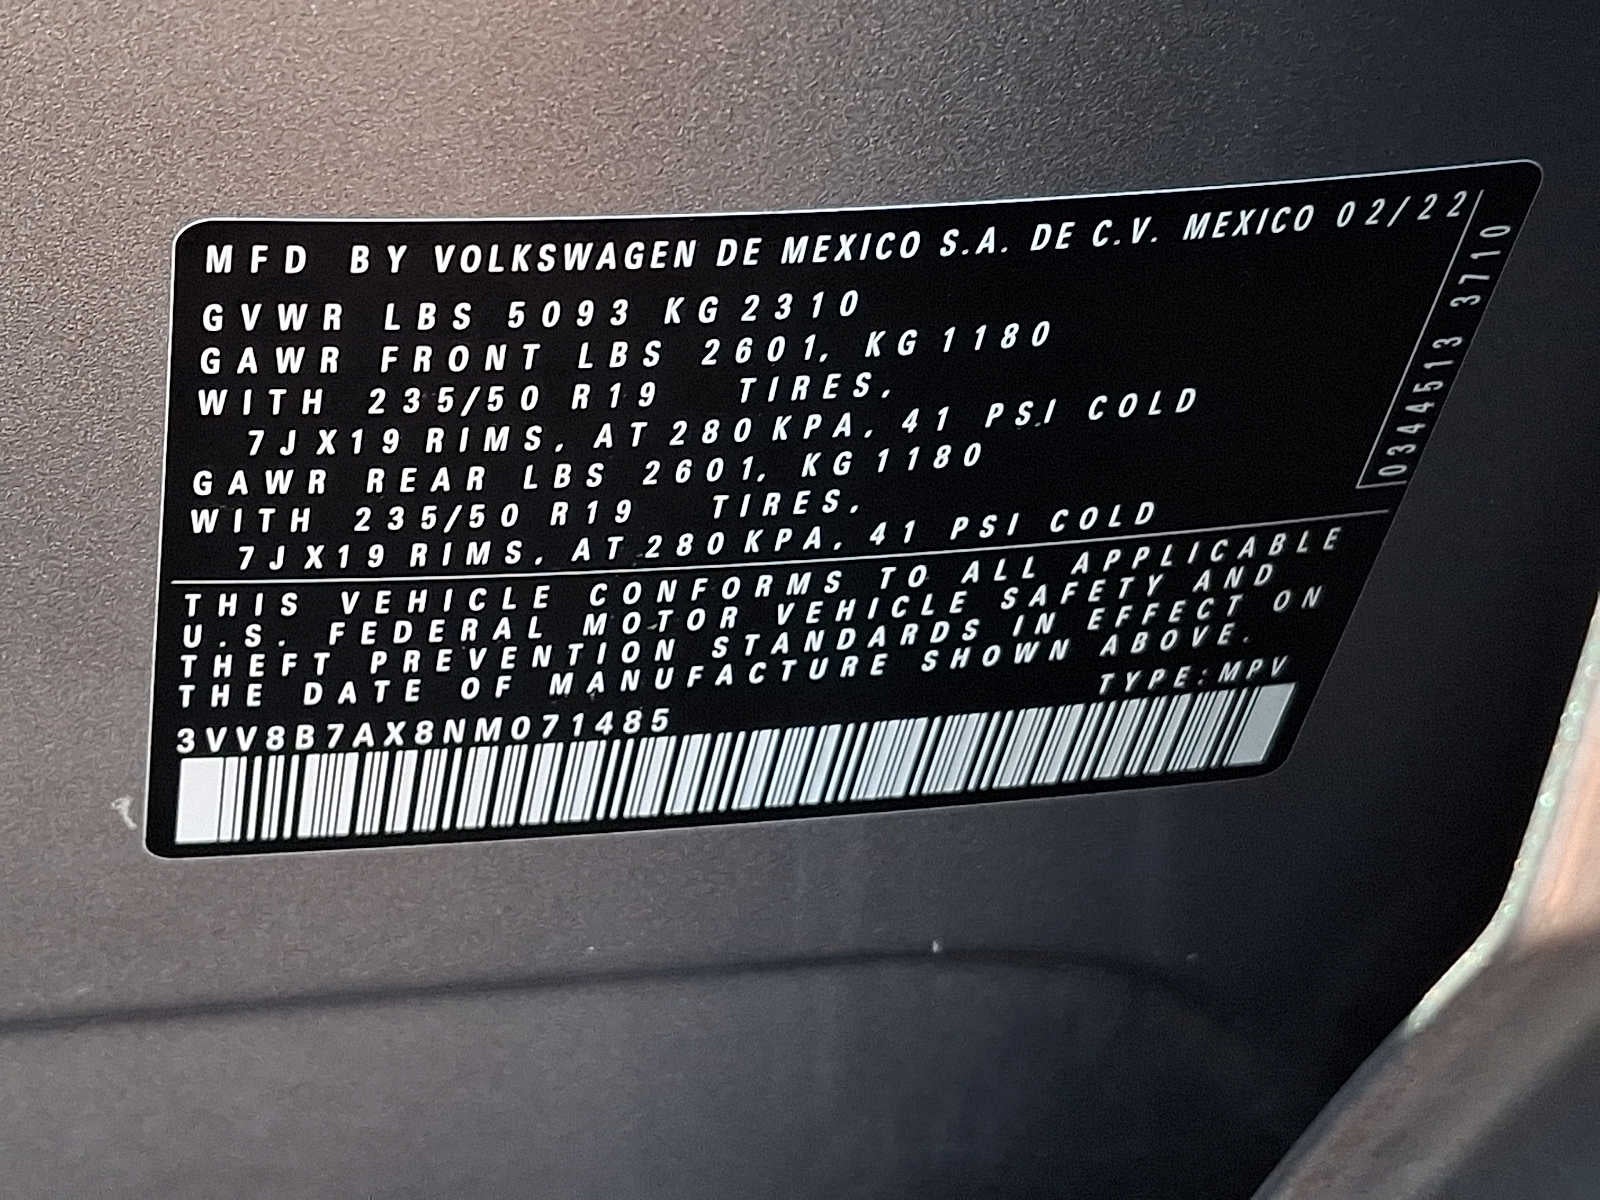 MFD BY VOLKSWAGEN DE MEXICO S.A. DE C.V. MEXICO 02/22
GVWR LBS 5093 KG 2310
GAWR FRONT LBS 2601, KG 1180
WITH 235/50 R19 TIRES,
7J X19 RIMS, AT 280 KPA, 41 PSI COLD
GAWR REAR LBS 2601, KG 1180
WITH 235/50 R19 TIRES,
7JX19 RIMS, AT 280 KPA, 41 PSI COLD
0344513 3710
THIS VEHICLE CONFORMS TO ALL APPLICABLE
U.S. FEDERAL MOTOR VEHICLE SAFETY AND
THEFT PREVENTION STANDARDS IN EFFECT ON
THE DATE OF MANUFACTURE SHOWN ABOVE.
TYPE:MPV
3VV8B7AX8NM071485